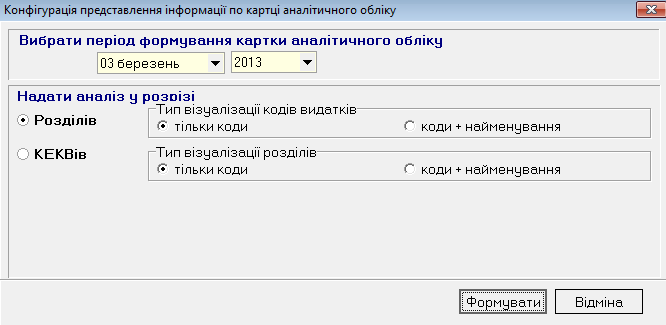 Конфігурація представлення інформації по картці аналітичного обліку
Вибрати період формування картки аналітичного обліку
03 березень 2013
Надати аналіз у розрізі
Тип візуалізації кодів видатків
Розділів тільки коди коди + найменування
Тип візуалізації розділів
КЕКВів
тільки коди коди + найменування
Формувати Відміна